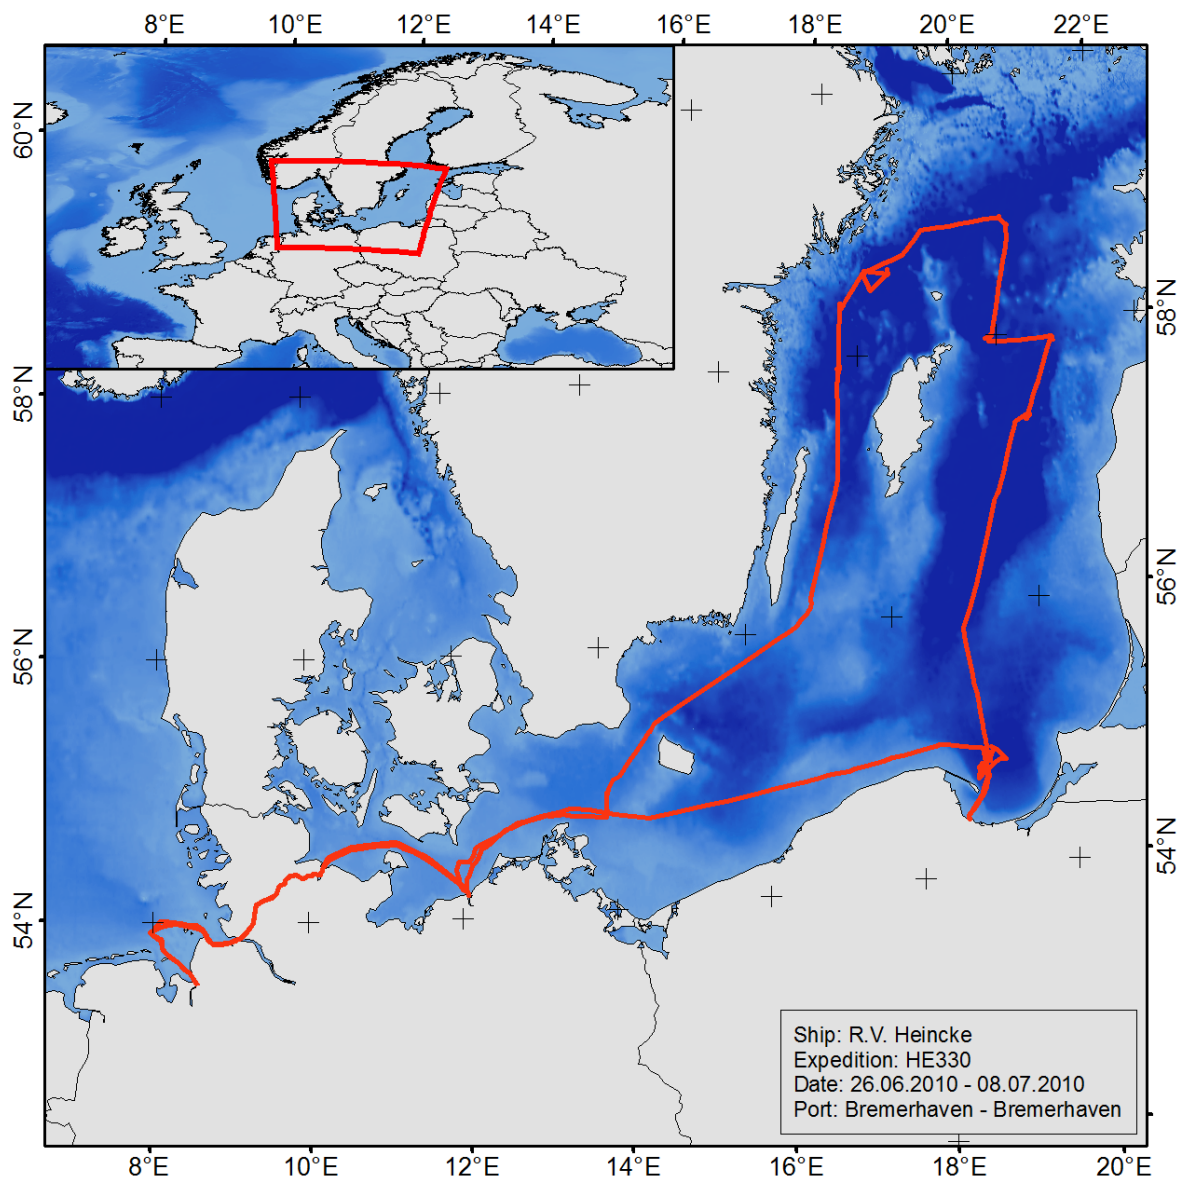 8°E 10°E 12°E 14°E 16°E 18°E 20°E 22°E
60°N
58°N
58°N
56°N
56°N
54°N
54°N
Ship: R.V. Heincke
Expedition: HE330
Date: 26.06.2010 - 08.07.2010
Port: Bremerhaven - Bremerhaven
8°E 10°E 12°E 14°E 16°E 18°E 20°E